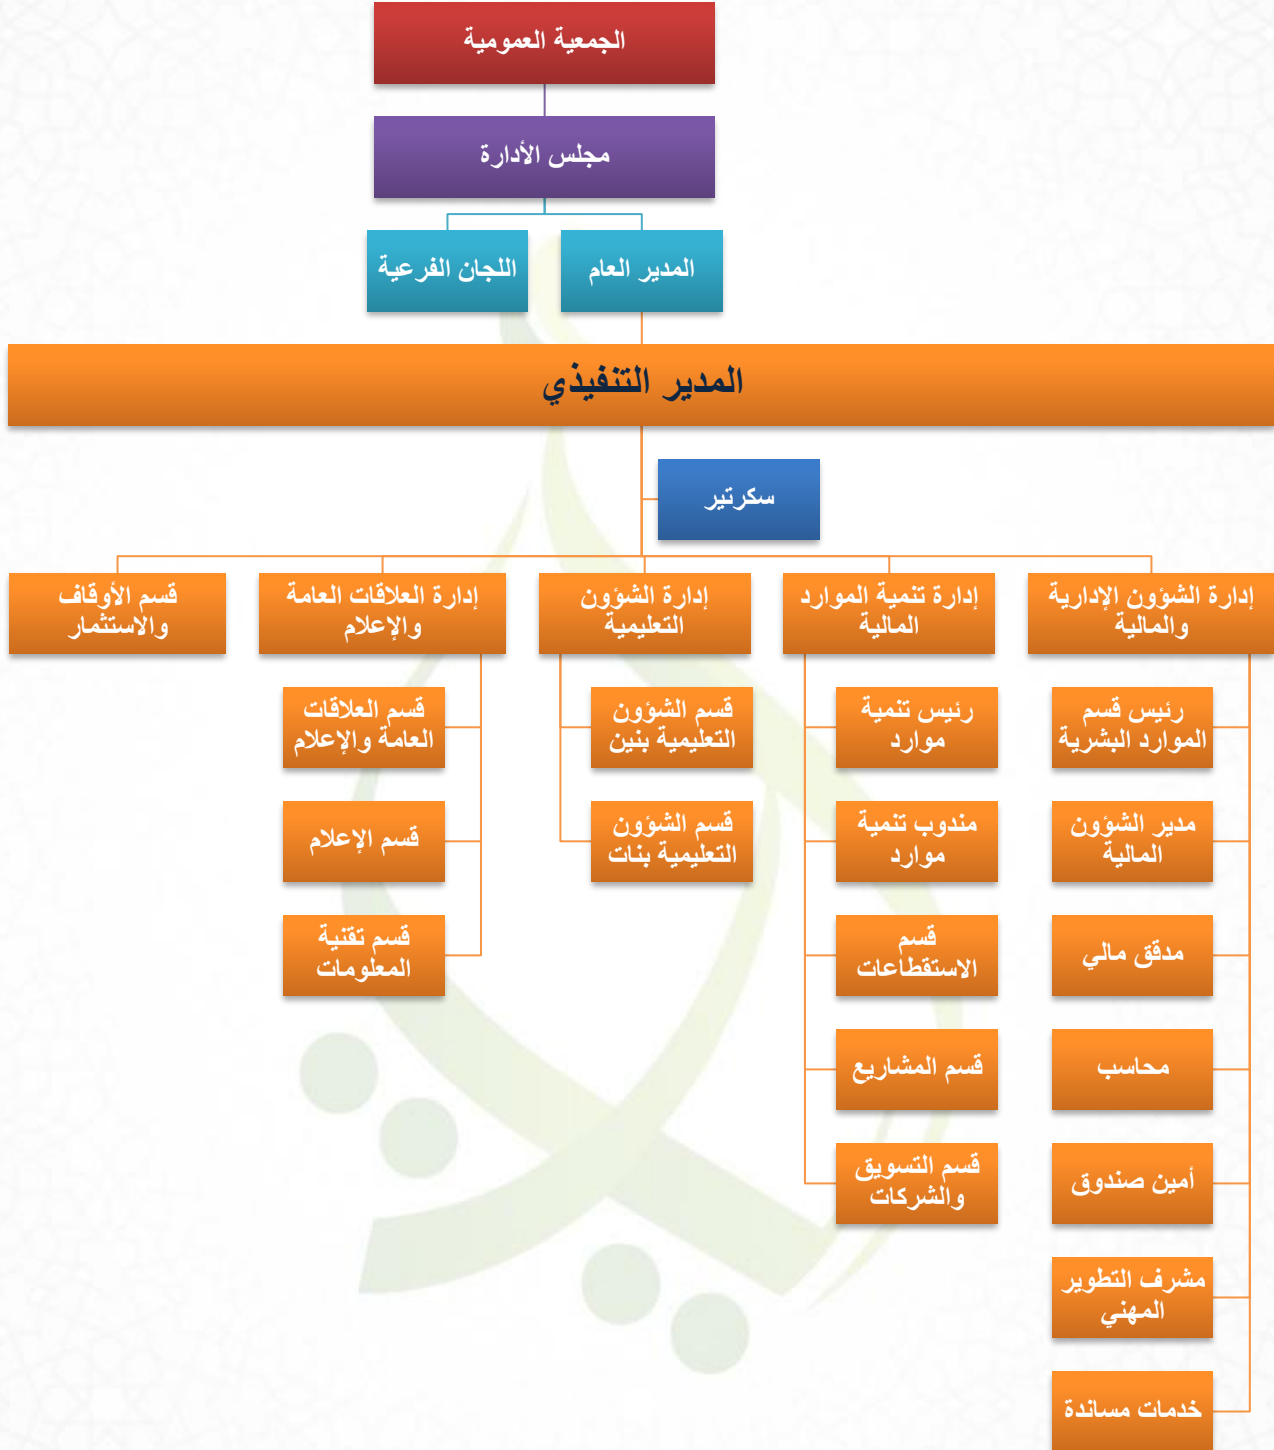 الجمعية العمومية
مجلس الأدارة
المدير العام
اللجان الفرعية
المدير التنفيذي
سكرتير
إدارة الشؤون الإدارية
والمالية
رئيس قسم
الموارد البشرية
مدير الشؤون
المالية
مدقق مالي
محاسب
أمين صندوق
مشرف التطوير
المهني
خدمات مساندة
إدارة تنمية الموارد
المالية
رئيس تنمية
موارد
مندوب تنمية
موارد
قسم
الاستقطاعات
قسم المشاريع
قسم التسويق
والشركات
إدارة الشؤون
التعليمية
قسم الشؤون
التعليمية بنين
قسم الشؤون
التعليمية بنات
إدارة العلاقات العامة
والإعلام
قسم العلاقات
العامة والإعلام
قسم الإعلام
قسم تقنية
المعلومات
قسم الأوقاف
والاستثمار